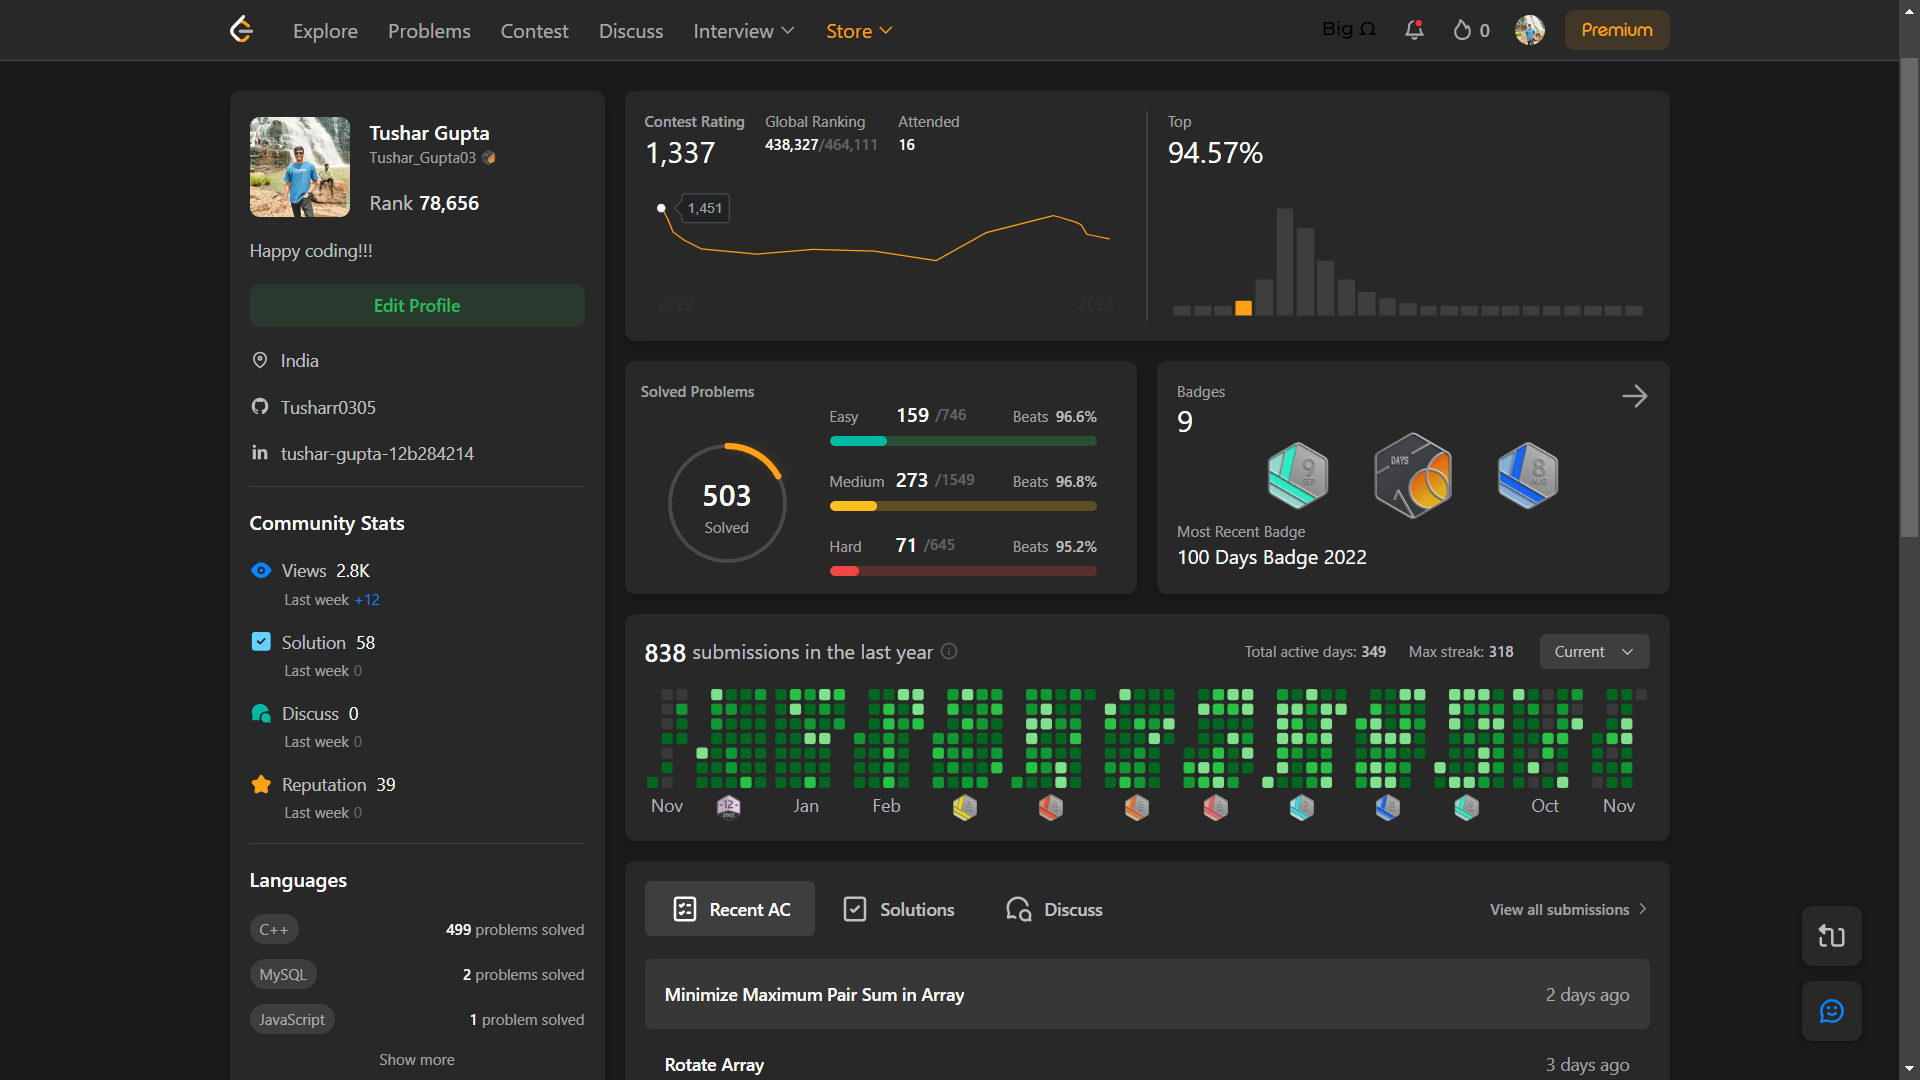 Explore Problems Contest Discuss Interview Store Big Ω 0 Premium
Tushar Gupta
Tushar_Gupta03
Rank 78,656
Happy coding!!!
Edit Profile
India
Tusharr0305
tushar-gupta-12b284214
Community Stats
Views 2.8K
Last week +12
Solution 58
Last week 0
Discuss 0
Last week 0
Reputation 39
Last week 0
Languages
C++ 499 problems solved
MySQL 2 problems solved
JavaScript 1 problem solved
Show more
Contest Rating
1,337
Global Ranking
438,327/464,111
Attended
16
1,451
2022 2023
Top
94.57%
Solved Problems
503
Solved
Easy 159 /746 Beats 96.6%
Medium 273 /1549 Beats 96.8%
Hard 71 /645 Beats 95.2%
Badges
9
9
SEP
DAYS
8
AUG
Most Recent Badge
100 Days Badge 2022
838 submissions in the last year Total active days: 349 Max streak: 318 Current
Nov Jan Feb Oct Nov
Recent AC Solutions Discuss View all submissions
Minimize Maximum Pair Sum in Array 2 days ago
Rotate Array 3 days ago